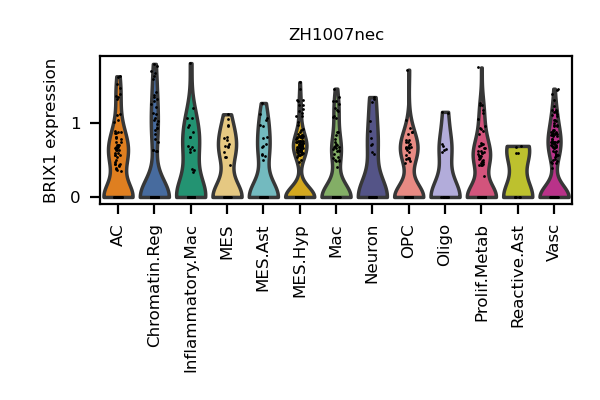 ZH1007nec
BRIX1 expression
1
0
AC
Chromatin.Reg
Inflammatory.Mac
MES
MES.Ast
MES.Hyp
Mac
Neuron
OPC
Oligo
Prolif.Metab
Reactive.Ast
Vasc